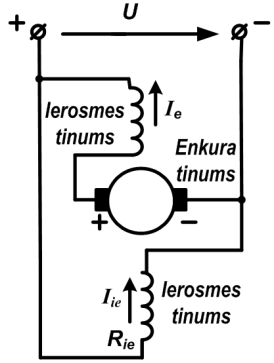 U
+
−
Ierosmes
tinums
Ie
Enkura
tinums
+
−
Iie
Ierosmes
tinums
Rie